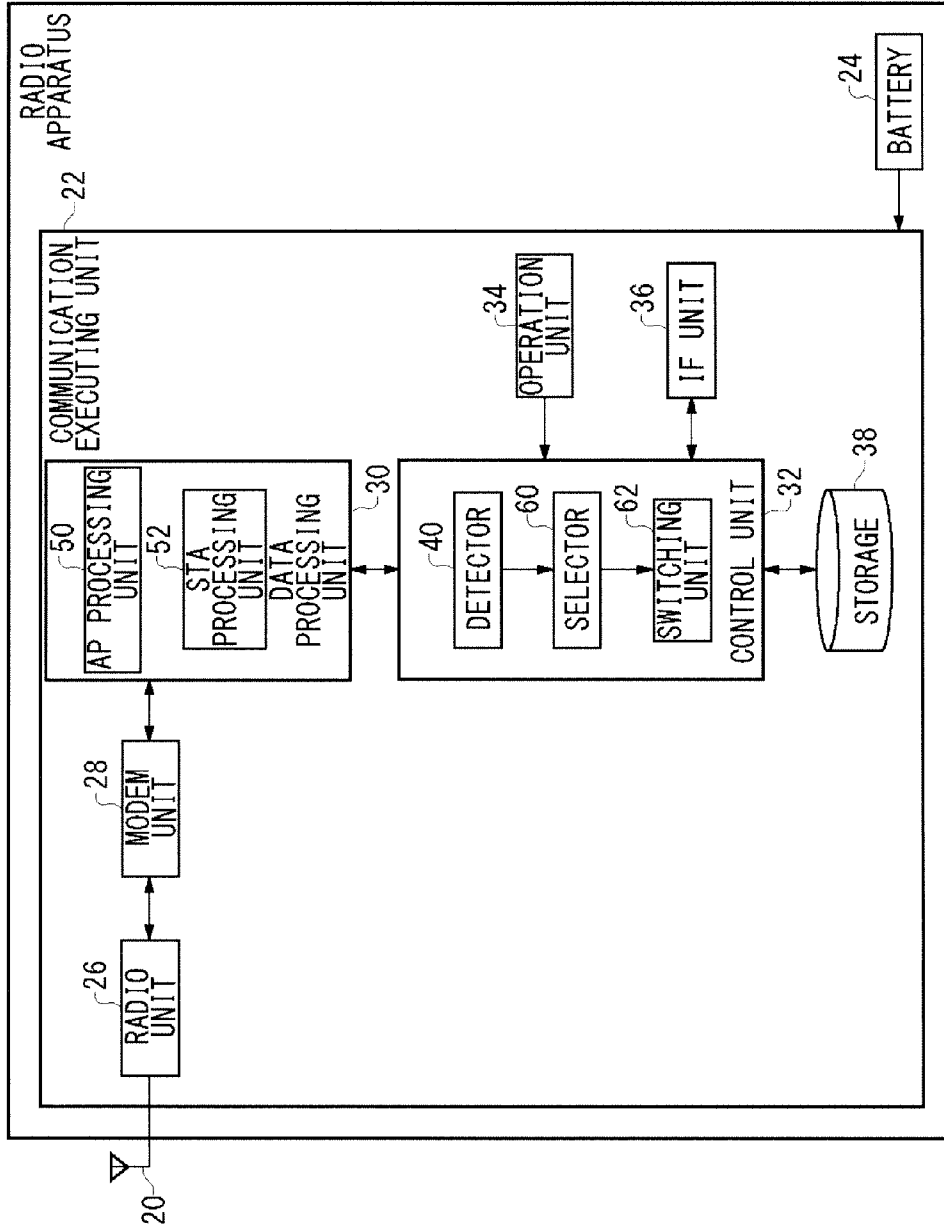 RADIO
APPARATUS
22
COMMUNICATION
EXECUTING UNIT
20
26
RADIO
UNIT
28
MODEM
UNIT
50
AP PROCESSING
UNIT
52
STA
PROCESSING
UNIT
DATA
PROCESSING
UNIT
30
34
OPERATION
UNIT
40
DETECTOR
60
SELECTOR
62
SWITCHING
UNIT
CONTROL UNIT
32
36
IF UNIT
38
STORAGE
24
BATTERY